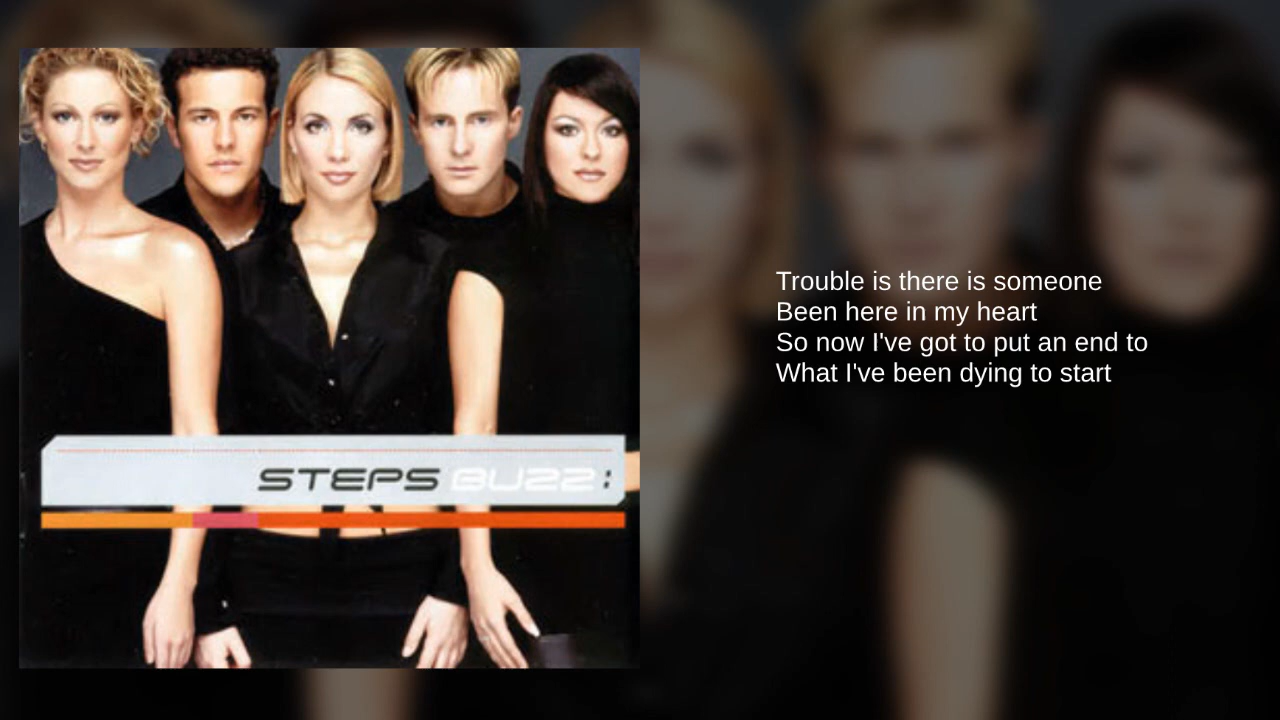 STEPS BUZZ:
Trouble is there is someone
Been here in my heart
So now I've got to put an end to
What I've been dying to start